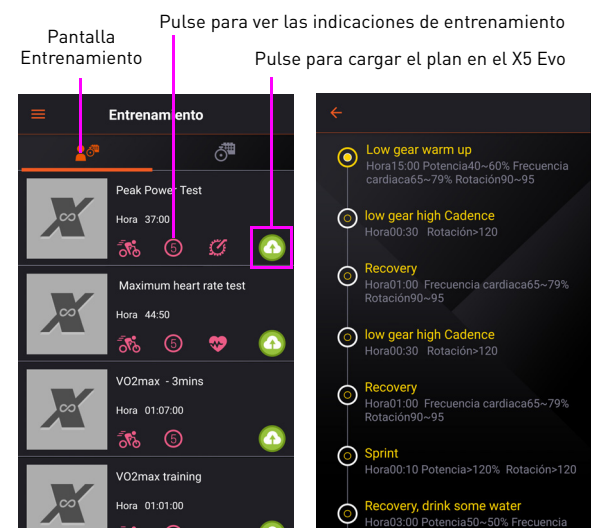 Pulse para ver las indicaciones de entrenamiento
Pantalla
Entrenamiento
Pulse para cargar el plan en el X5 Evo
Entrenamiento
Peak Power Test
Hora 37:00
5
Maximum heart rate test
Hora 44:50
5
VO2max - 3mins
Hora 01:07:00
5
VO2max training
Hora 01:01:00
Low gear warm up
Hora15:00 Potencia40~60% Frecuencia
cardiaca65~79% Rotación90~95
low gear high Cadence
Hora00:30 Rotación>120
Recovery
Hora01:00 Frecuencia cardiaca65~79%
Rotación90~95
low gear high Cadence
Hora00:30 Rotación>120
Recovery
Hora01:00 Frecuencia cardiaca65~79%
Rotación90~95
Sprint
Hora00:10 Potencia>120% Rotación>120
Recovery, drink some water
Hora03:00 Potencia50~50% Frecuencia